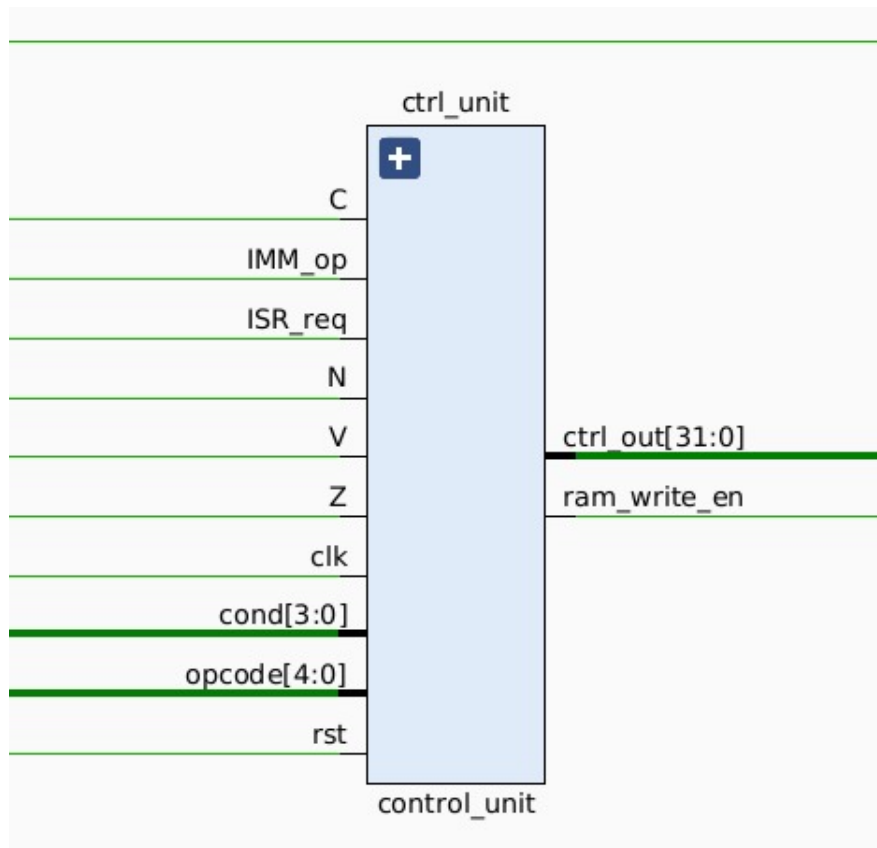 ctrl_unit
C
IMM_op
ISR_req
N
V
ctrl_out[31:0]
Z
ram_write_en
clk
cond[3:0]
opcode[4:0]
rst
control_unit